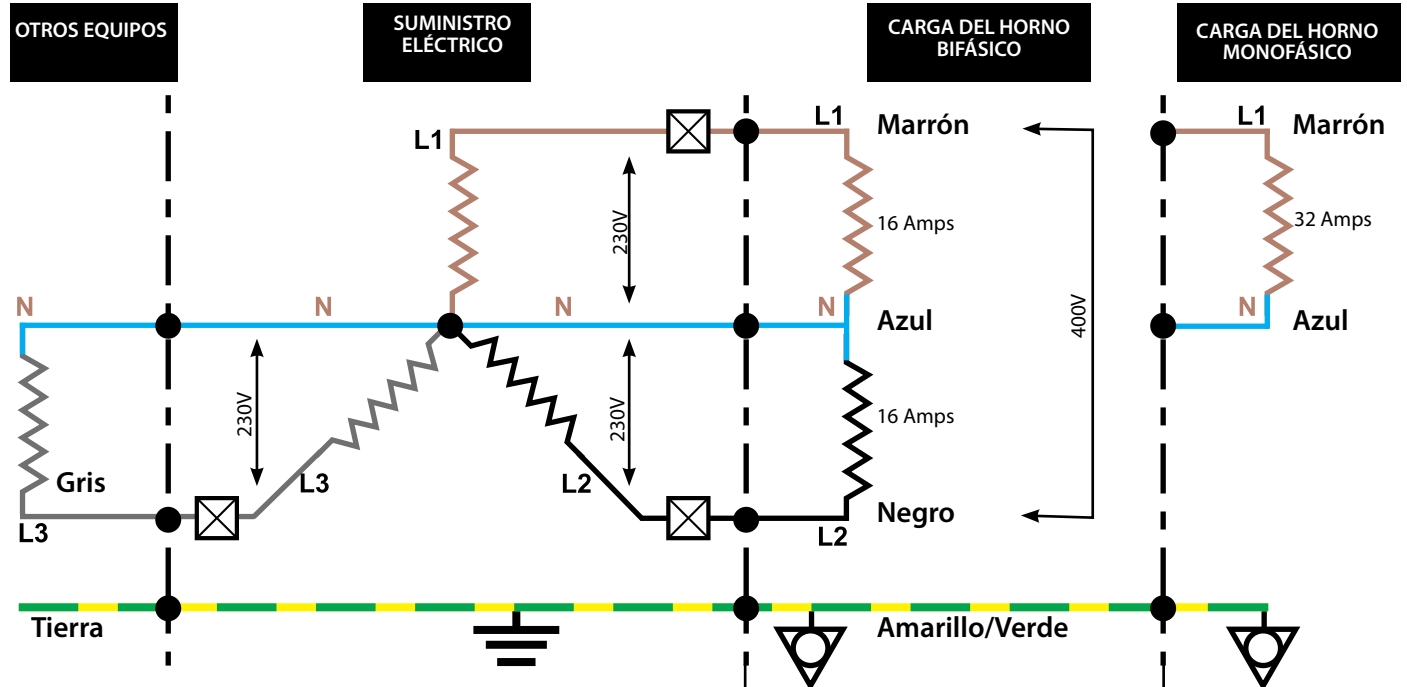 OTROS EQUIPOS
SUMINISTRO
ELÉCTRICO
CARGA DEL HORNO
BIFÁSICO
CARGA DEL HORNO
MONOFÁSICO
L1
L1
Marrón
L1
Marrón
230V
16 Amps
400V
32 Amps
N
N
N
N
Azul
N
Azul
230V
230V
16 Amps
Gris
L3
L2
Negro
L3
L2
Tierra
Amarillo/Verde